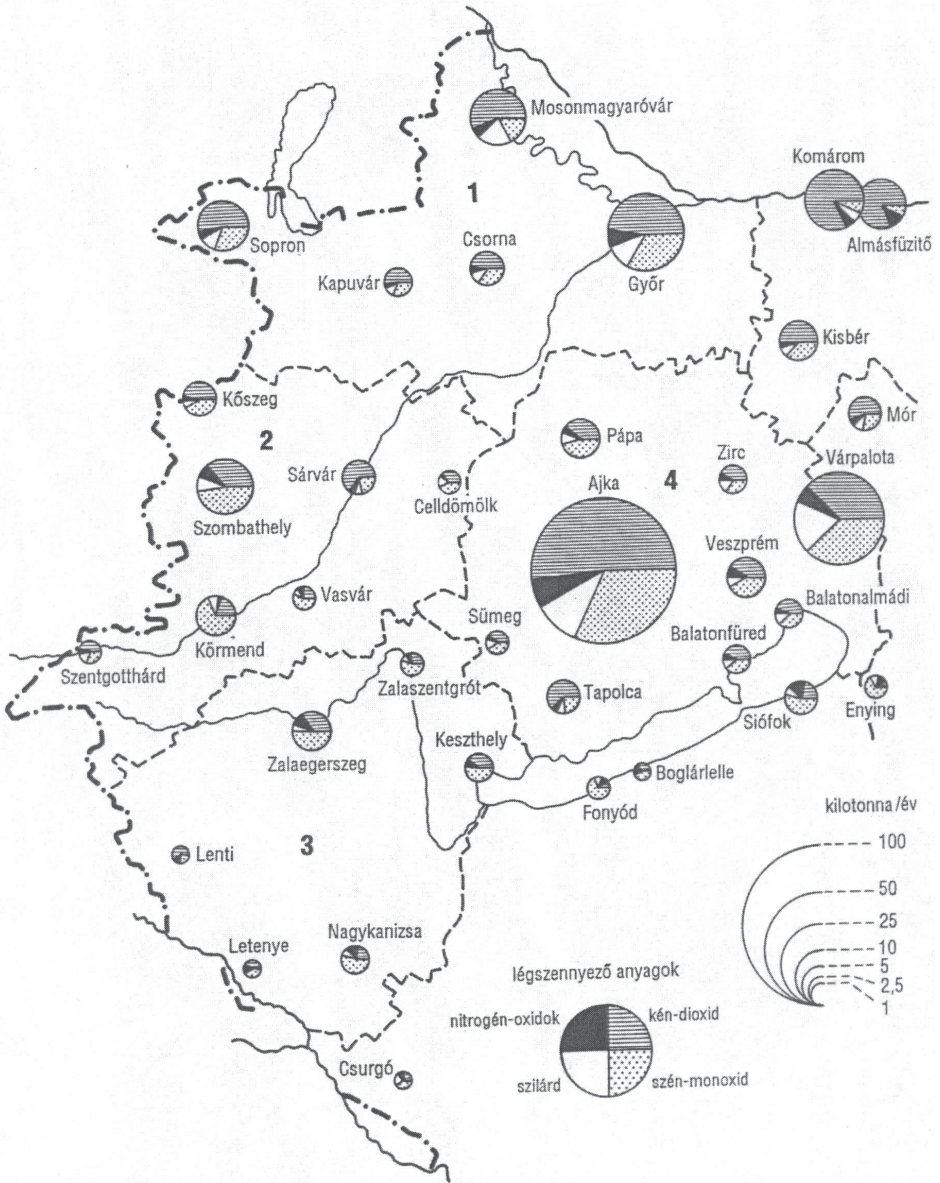 Mosonmagyaróvár
Komárom
1
Sopron
Csorna
Almásfüzitő
Kapuvár
Győr
Kisbér
Kőszeg
Mór
2
Pápa
Zirc
Várpalota
Sárvár
Ajka
4
Celldömölk
Szombathely
Veszprém
Vasvár
Balatonalmádi
Sümeg
Körmend
Balatonfüred
Szentgotthárd
Zalaszentgrót
Tapolca
Enying
Siófok
Keszthely
Zalaegerszeg
Boglárlelle
Fonyód
kilotonna/év
3
100
Lenti
50
25
Nagykanizsa
10
Letenye
5
légszennyező anyagok
2,5
1
nitrogén-oxidok
kén-dioxid
Csurgó
szilárd
szén-monoxid